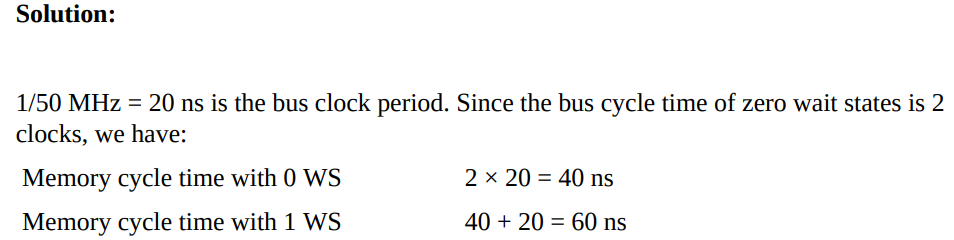 Solution:
1/50 MHz = 20 ns is the bus clock period. Since the bus cycle time of zero wait states is 2
clocks, we have:
Memory cycle time with 0 WS 2 × 20 = 40 ns
Memory cycle time with 1 WS 40 + 20 = 60 ns